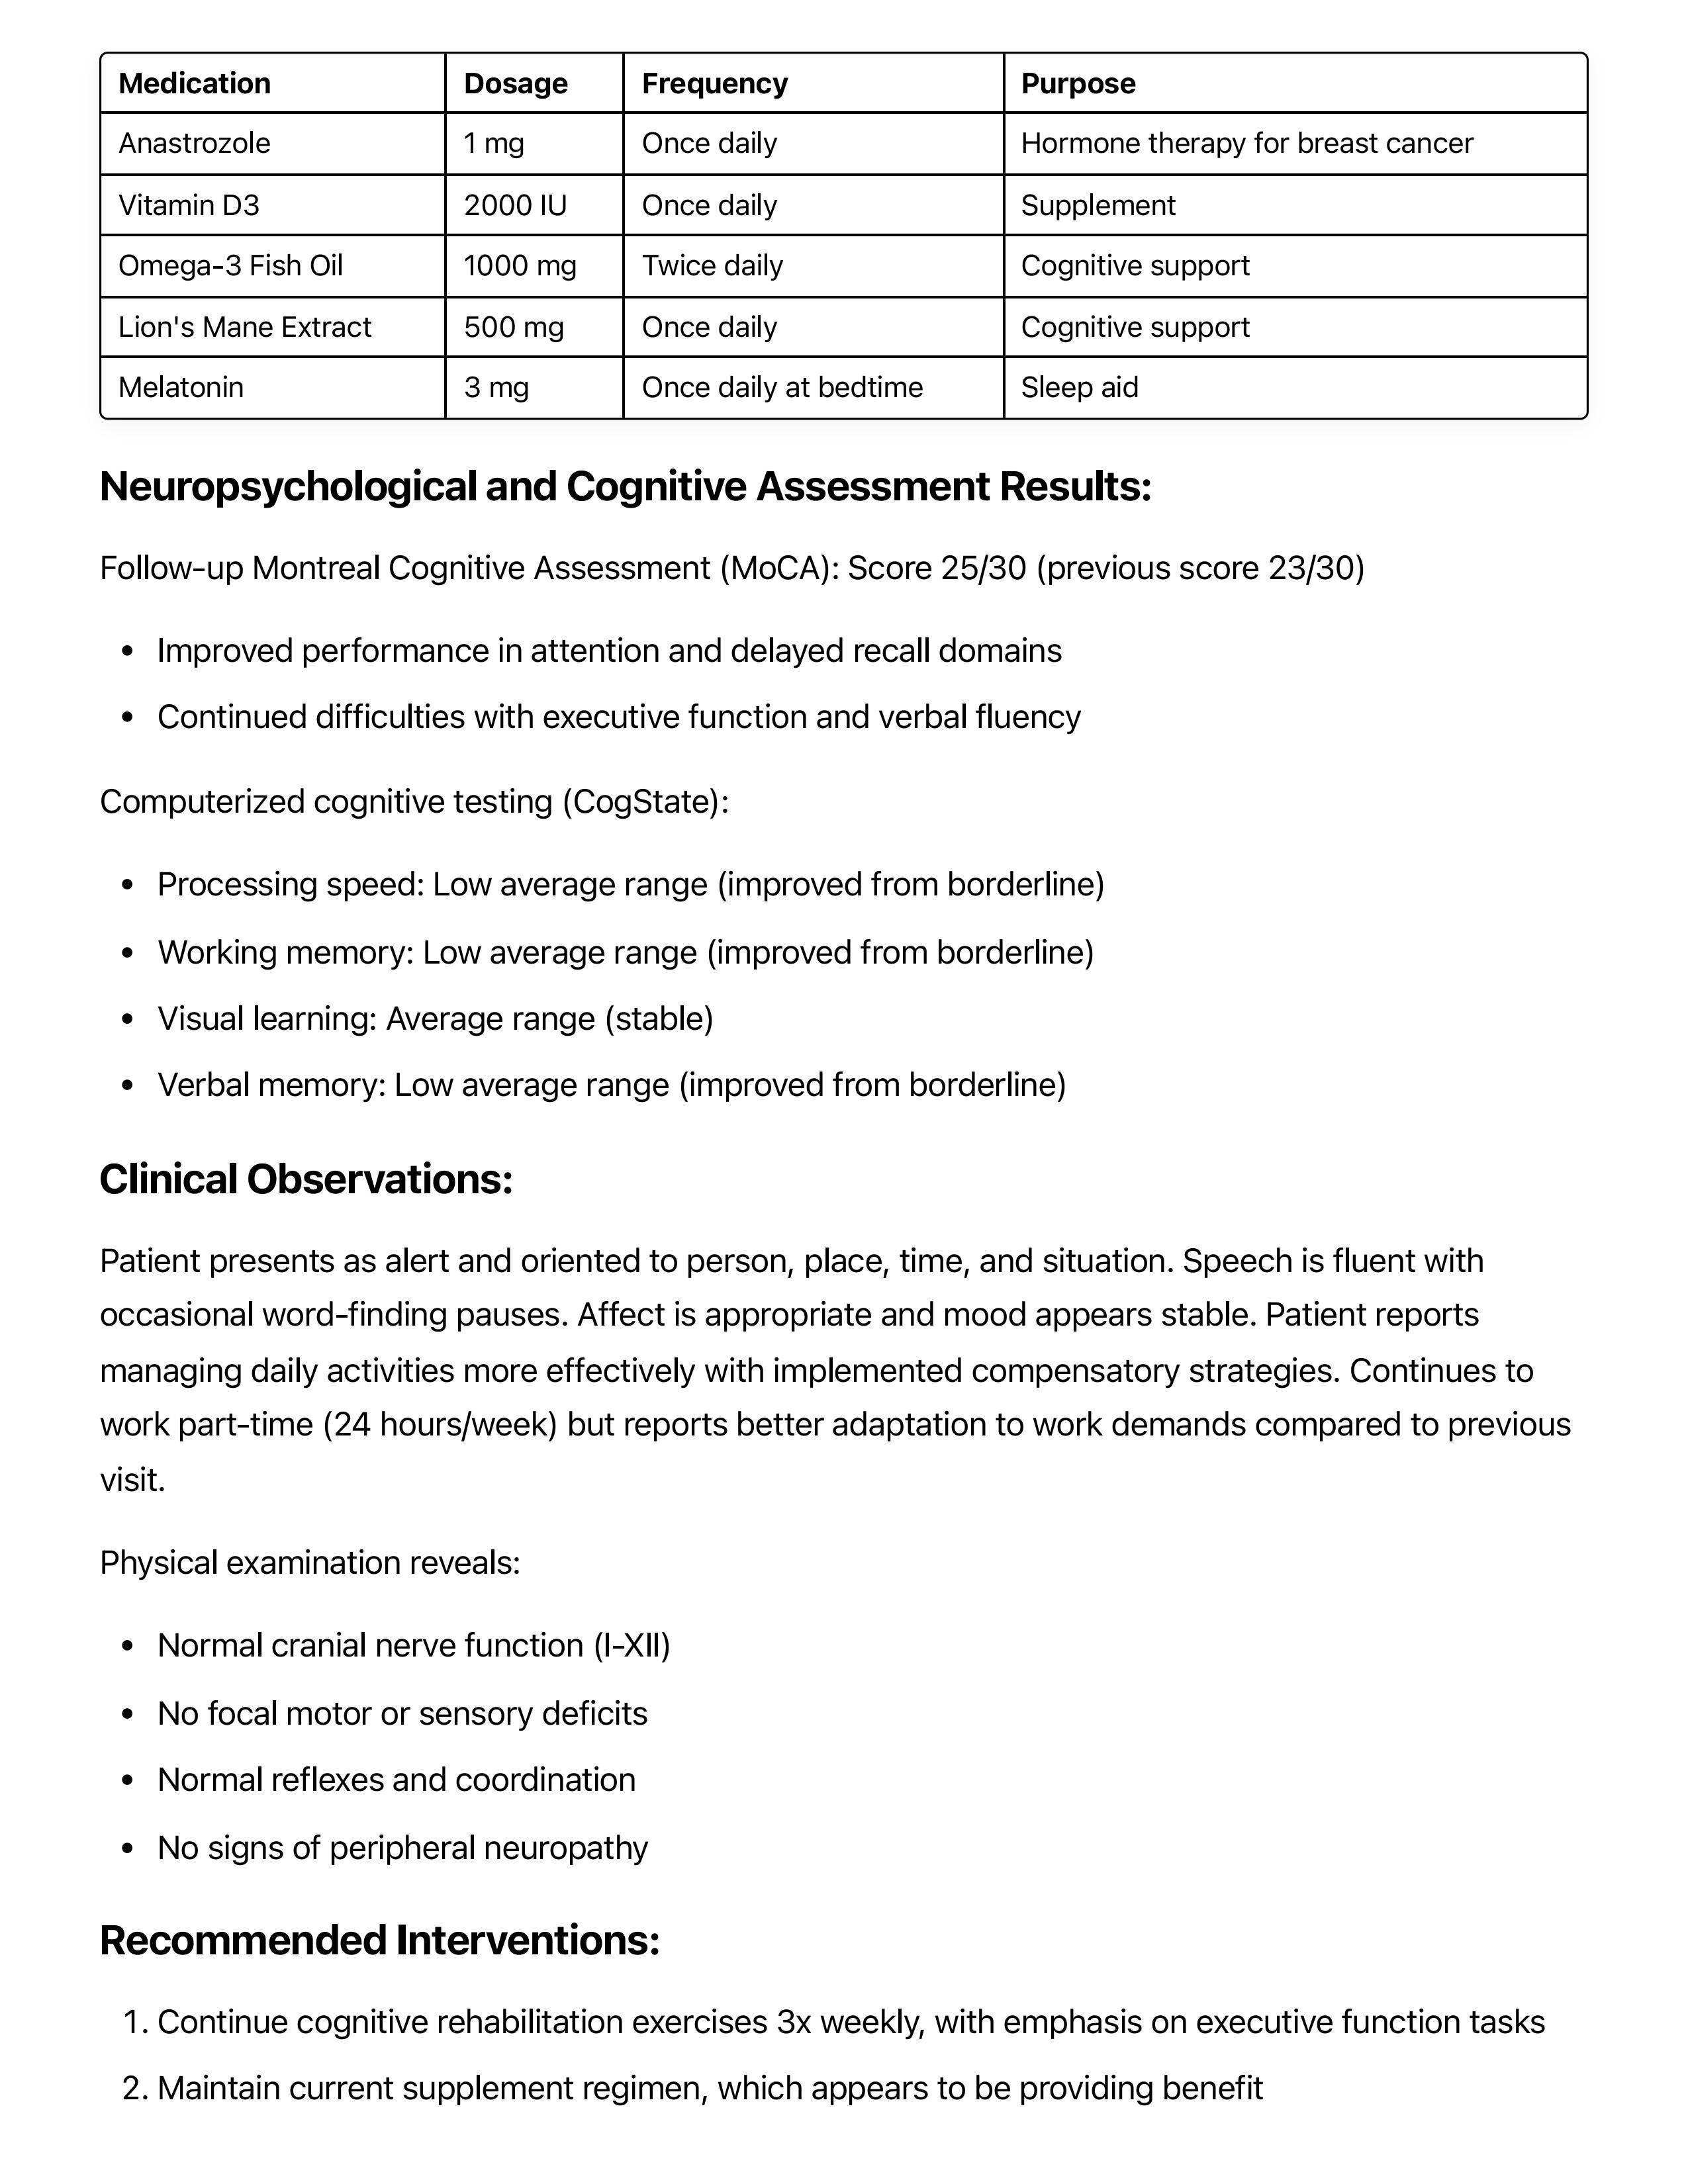 Medication Dosage Frequency Purpose
Anastrozole 1 mg Once daily Hormone therapy for breast cancer
Vitamin D3 2000 IU Once daily Supplement
Omega-3 Fish Oil 1000 mg Twice daily Cognitive support
Lion's Mane Extract 500 mg Once daily Cognitive support
Melatonin 3 mg Once daily at bedtime Sleep aid
Neuropsychological and Cognitive Assessment Results:
Follow-up Montreal Cognitive Assessment (MoCA): Score 25/30 (previous score 23/30)
• Improved performance in attention and delayed recall domains
• Continued difficulties with executive function and verbal fluency
Computerized cognitive testing (CogState):
• Processing speed: Low average range (improved from borderline)
• Working memory: Low average range (improved from borderline)
• Visual learning: Average range (stable)
• Verbal memory: Low average range (improved from borderline)
Clinical Observations:
Patient presents as alert and oriented to person, place, time, and situation. Speech is fluent with
occasional word-finding pauses. Affect is appropriate and mood appears stable. Patient reports
managing daily activities more effectively with implemented compensatory strategies. Continues to
work part-time (24 hours/week) but reports better adaptation to work demands compared to previous
visit.
Physical examination reveals:
• Normal cranial nerve function (I-XII)
• No focal motor or sensory deficits
• Normal reflexes and coordination
• No signs of peripheral neuropathy
Recommended Interventions:
1. Continue cognitive rehabilitation exercises 3x weekly, with emphasis on executive function tasks
2. Maintain current supplement regimen, which appears to be providing benefit